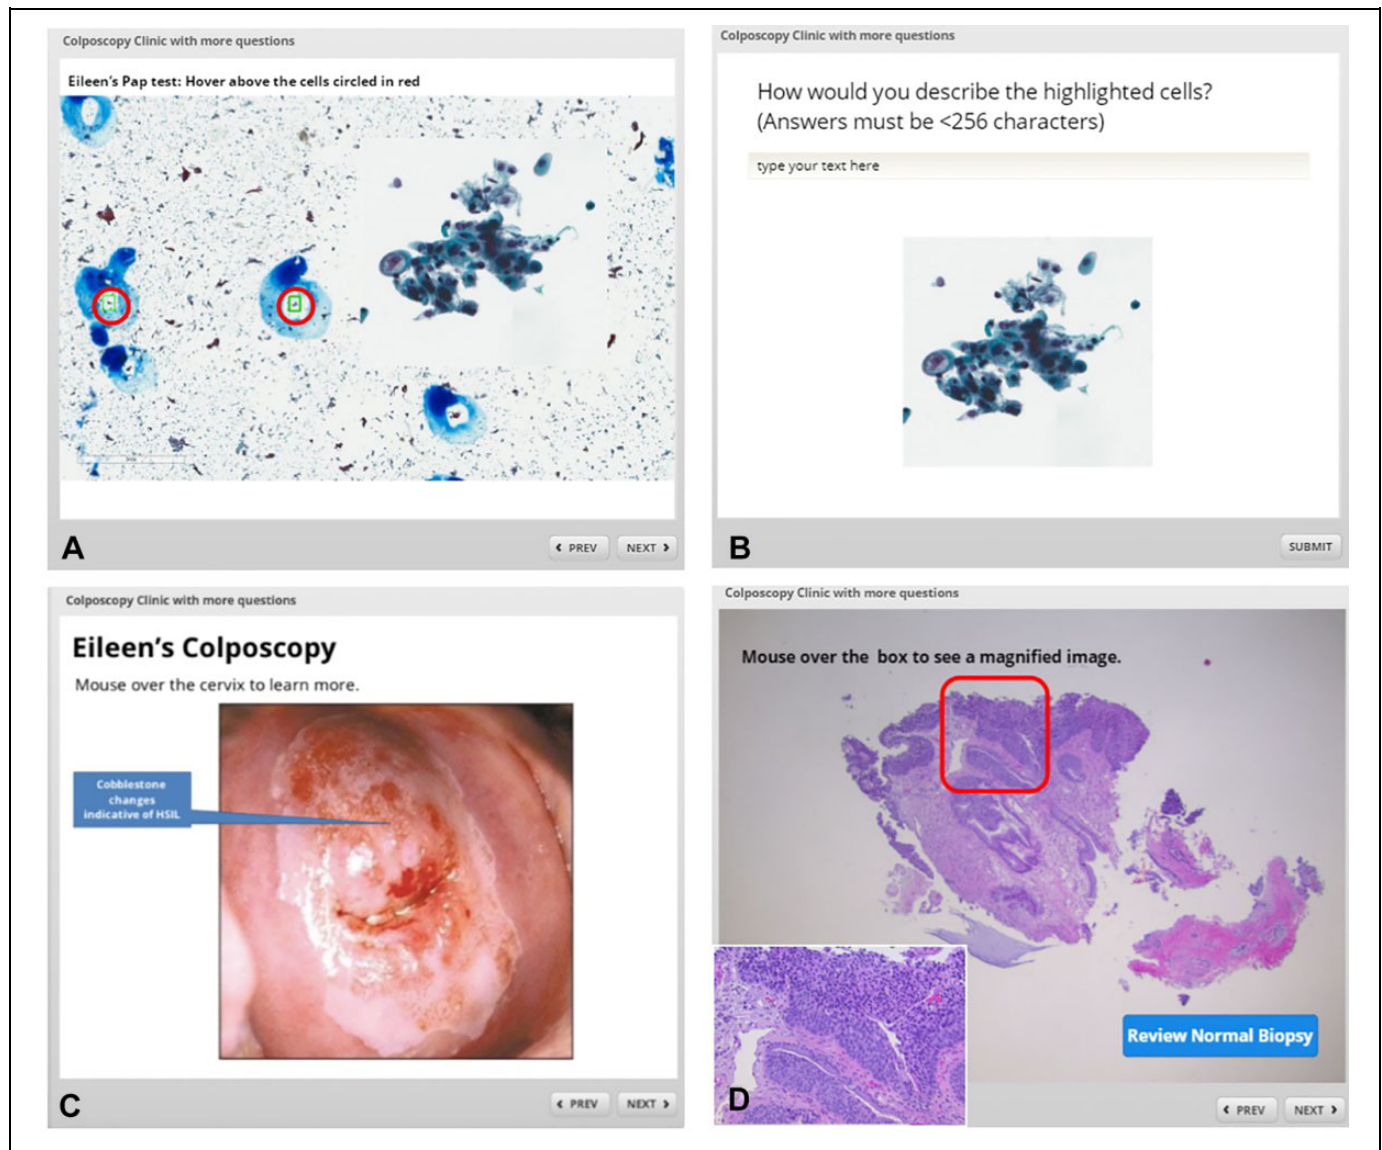 Colposcopy Clinic with more questions
Eileen's Pap test: Hover above the cells circled in red
A
PREV
NEXT
Colposcopy Clinic with more questions
How would you describe the highlighted cells?
(Answers must be <256 characters)
type your text here
B
SUBMIT
Colposcopy Clinic with more questions
Eileen's Colposcopy
Mouse over the cervix to learn more.
Cobblestone
changes
indicative of HSIL
C
PREV
NEXT
Colposcopy Clinic with more questions
Mouse over the box to see a magnified image.
Review Normal Biopsy
D
PREV
NEXT